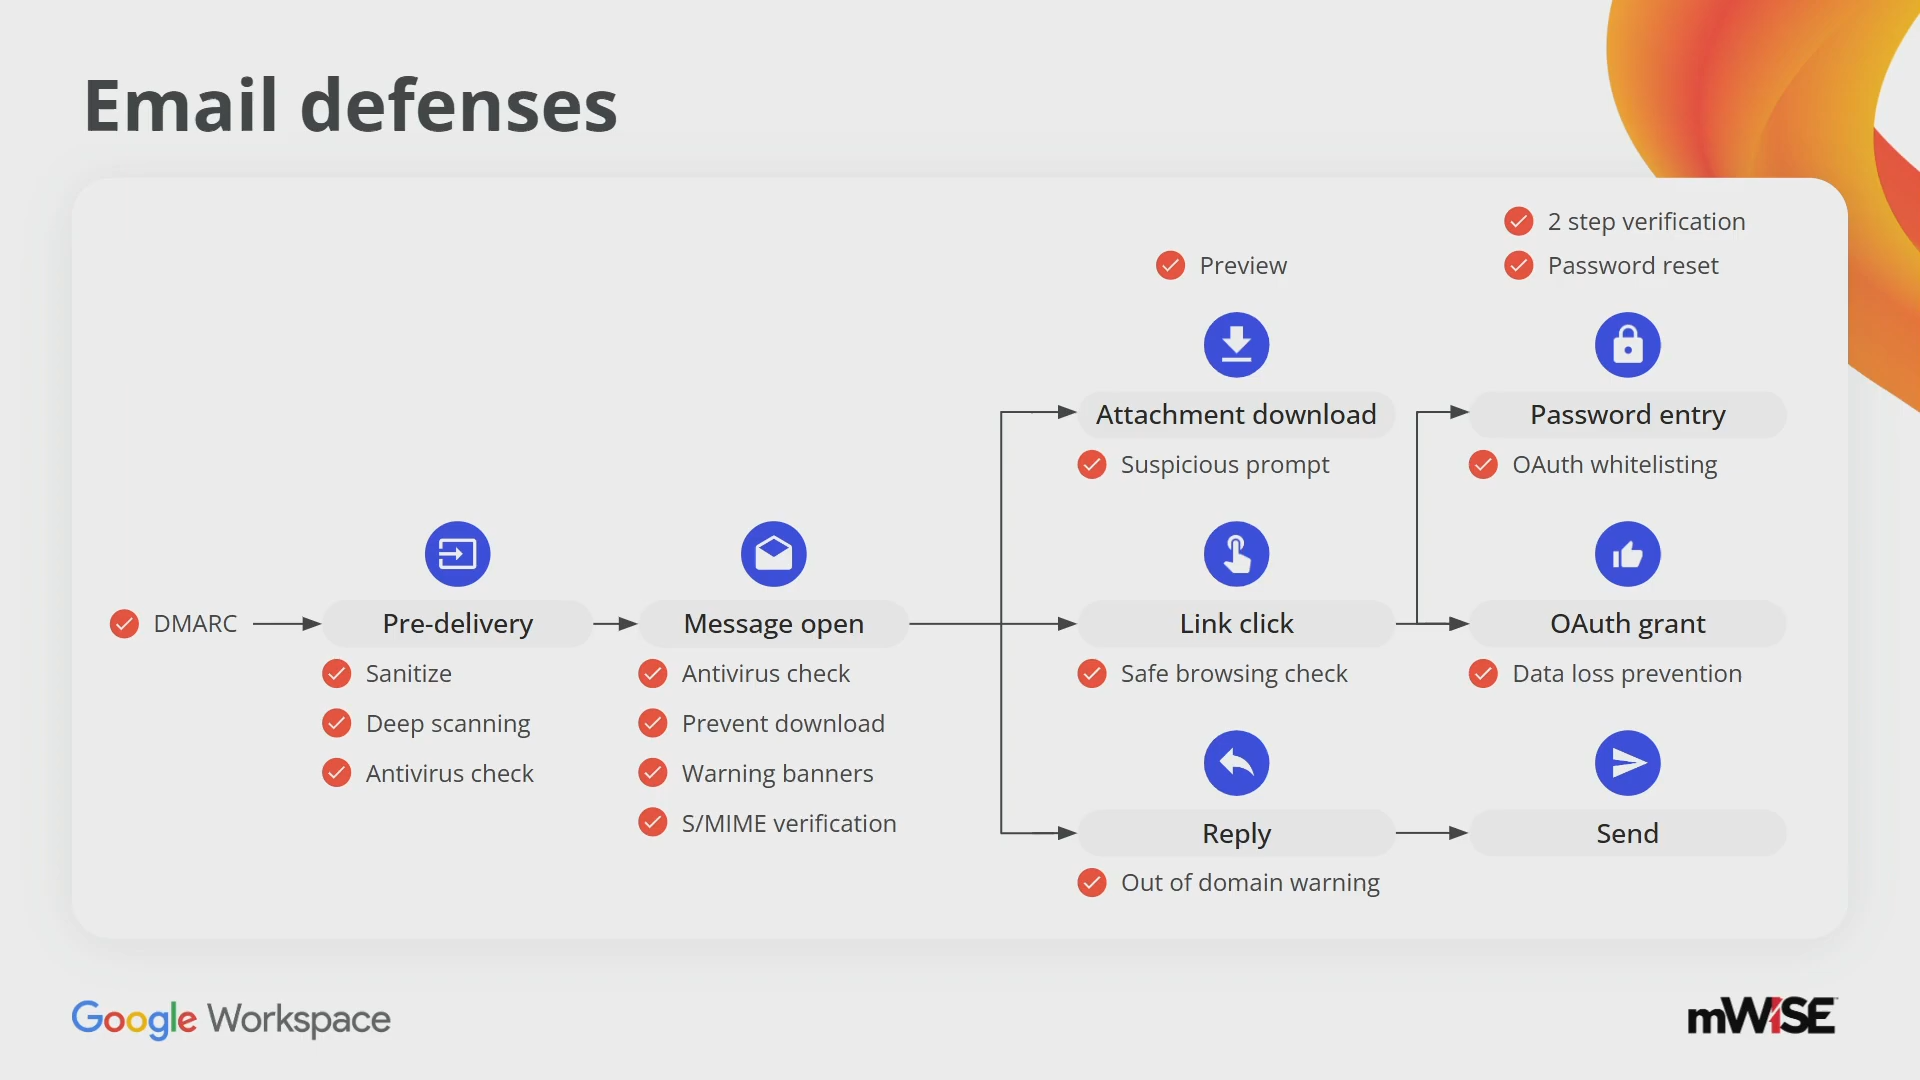 Email defenses
2 step verification
Preview
Password reset
Attachment download
Password entry
Suspicious prompt
OAuth whitelisting
DMARC
Pre-delivery
Message open
Link click
OAuth grant
Sanitize
Antivirus check
Safe browsing check
Data loss prevention
Deep scanning
Prevent download
Antivirus check
Warning banners
S/MIME verification
Reply
Send
Out of domain warning
Google Workspace
mWISE